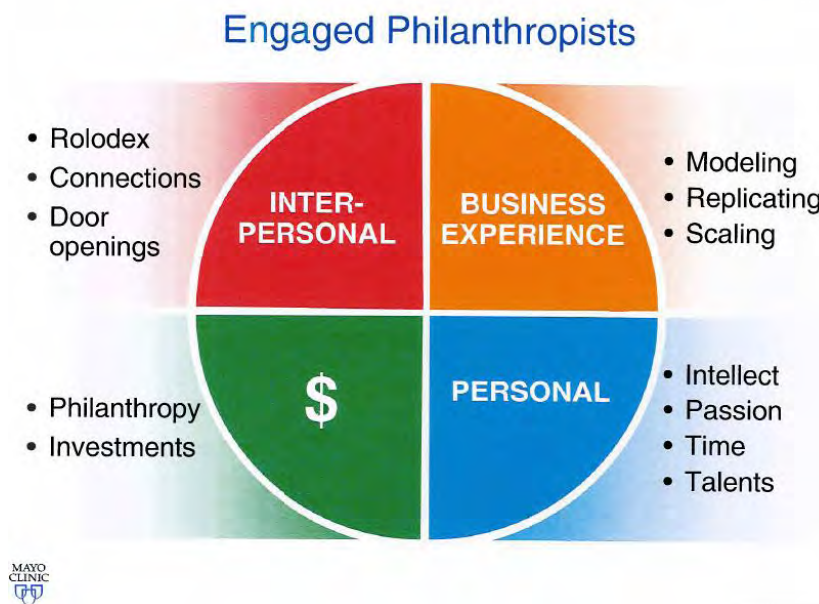 Engaged Philanthropists
• Rolodex
• Connections
• Door
openings
INTER-
PERSONAL
BUSINESS
EXPERIENCE
• Modeling
• Replicating
• Scaling
• Philanthropy
• Investments
$
PERSONAL
• Intellect
• Passion
• Time
• Talents
MAYO
CLINIC